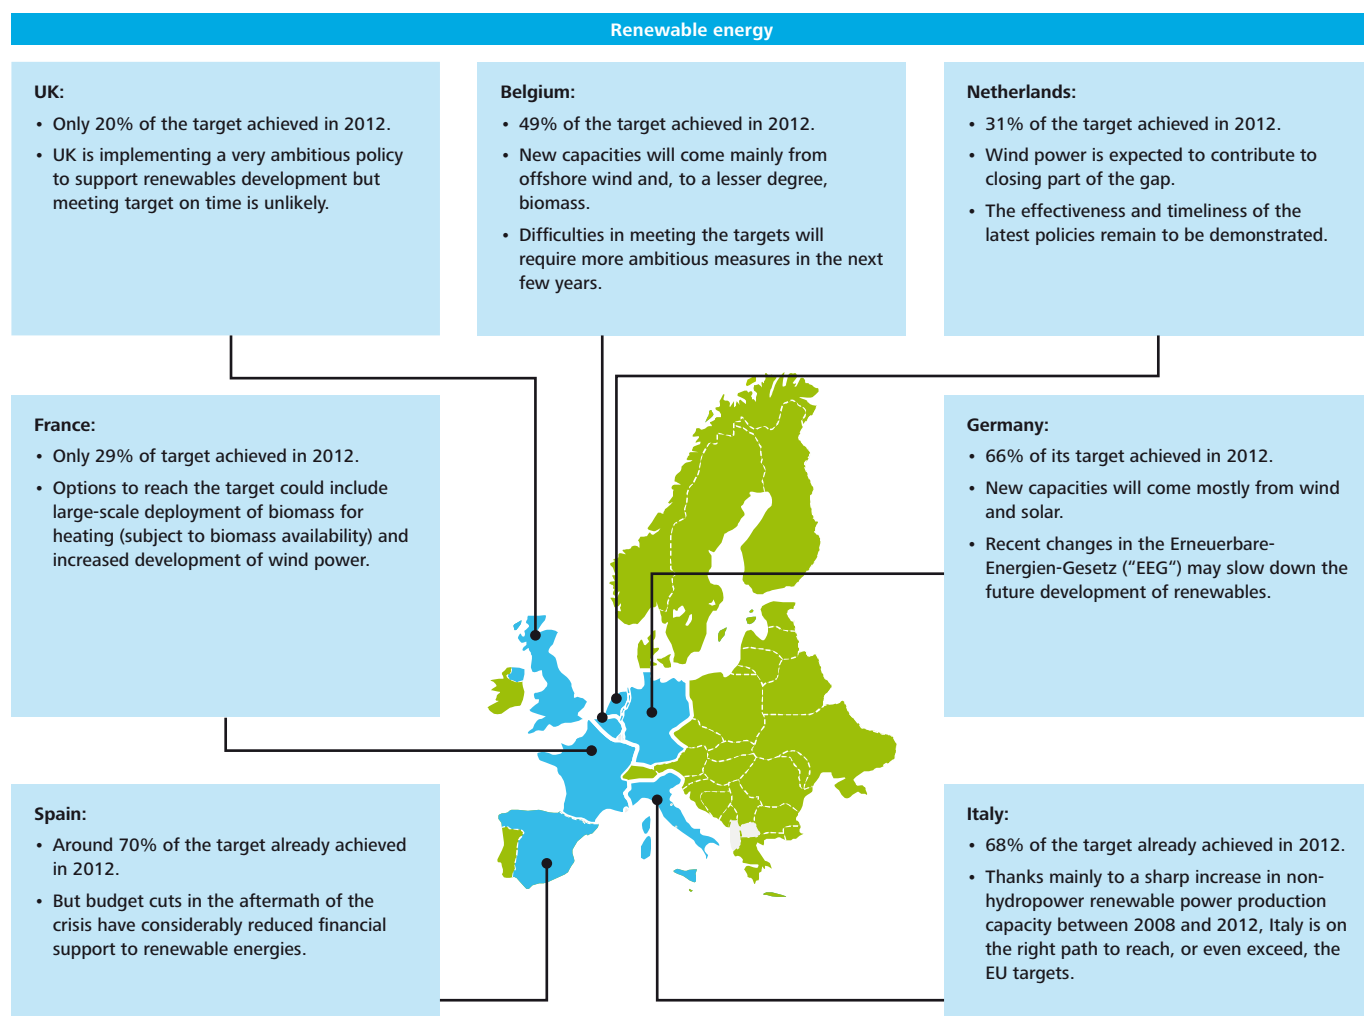 Renewable energy
UK:
• Only 20% of the target achieved in 2012.
• UK is implementing a very ambitious policy
to support renewables development but
meeting target on time is unlikely.
Belgium:
• 49% of the target achieved in 2012.
• New capacities will come mainly from
offshore wind and, to a lesser degree,
biomass.
• Difficulties in meeting the targets will
require more ambitious measures in the next
few years.
Netherlands:
• 31% of the target achieved in 2012.
• Wind power is expected to contribute to
closing part of the gap.
• The effectiveness and timeliness of the
latest policies remain to be demonstrated.
France:
• Only 29% of target achieved in 2012.
• Options to reach the target could include
large-scale deployment of biomass for
heating (subject to biomass availability) and
increased development of wind power.
Germany:
• 66% of its target achieved in 2012.
• New capacities will come mostly from wind
and solar.
• Recent changes in the Erneuerbare-
Energien-Gesetz (“EEG“) may slow down the
future development of renewables.
Spain:
• Around 70% of the target already achieved
in 2012.
• But budget cuts in the aftermath of the
crisis have considerably reduced financial
support to renewable energies.
Italy:
• 68% of the target already achieved in 2012.
• Thanks mainly to a sharp increase in non-
hydropower renewable power production
capacity between 2008 and 2012, Italy is on
the right path to reach, or even exceed, the
EU targets.